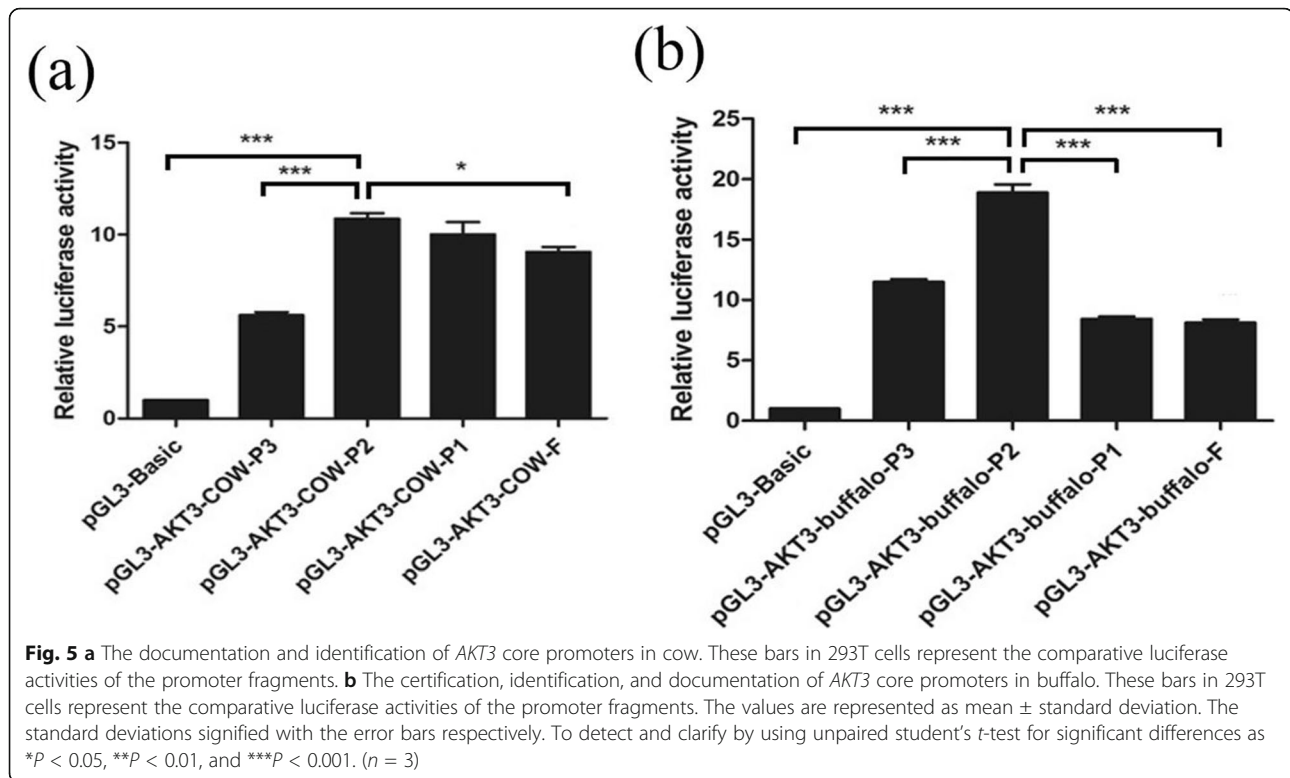 (a)
***
***
*
15
10
5
0
Relative luciferase activity
pGL3-Basic
pGL3-AKT3-COW-P3
pGL3-AKT3-COW-P2
pGL3-AKT3-COW-P1
pGL3-AKT3-COW-F
(b)
***
***
***
***
25
20
15
10
5
0
Relative luciferase activity
pGL3-Basic
pGL3-AKT3-buffalo-P3
pGL3-AKT3-buffalo-P2
pGL3-AKT3-buffalo-P1
pGL3-AKT3-buffalo-F
Fig. 5 a The documentation and identification of AKT3 core promoters in cow. These bars in 293T cells represent the comparative luciferase
activities of the promoter fragments. b The certification, identification, and documentation of AKT3 core promoters in buffalo. These bars in 293T
cells represent the comparative luciferase activities of the promoter fragments. The values are represented as mean ± standard deviation. The
standard deviations signified with the error bars respectively. To detect and clarify by using unpaired student's t-test for significant differences as
*P < 0.05, **P < 0.01, and ***P < 0.001. (n = 3)